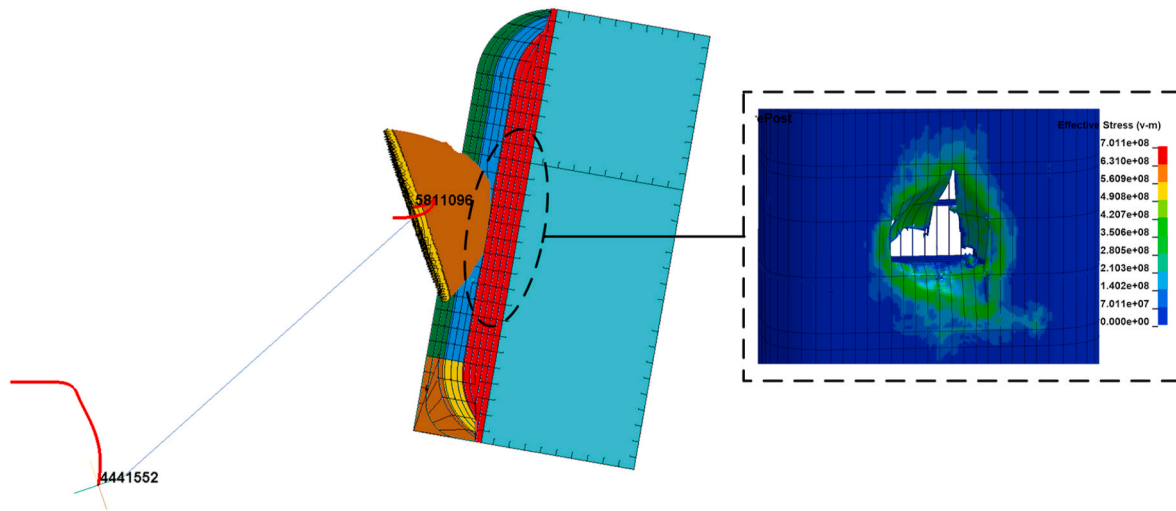 5811096
4441552
ePost
Effective Stress (v-m)
7.011e+08
6.310e+08
5.609e+08
4.908e+08
4.207e+08
3.506e+08
2.805e+08
2.103e+08
1.402e+08
7.011e+07
0.000e+00